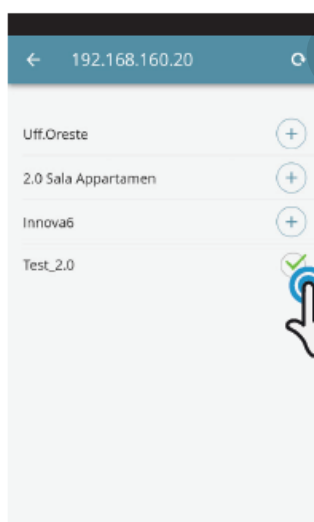 192.168.160.20
Uff.Oreste
2.0 Sala Appartamen
Innova6
Test_2.0